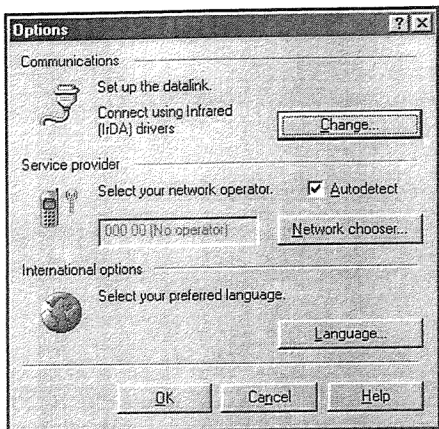 Options
Communications
Set up the datalink.
Connect using Infrared
(IrDA) drivers
Change...
Service provider
Select your network operator.
Autodetect
000 00 (No operator)
Network chooser...
International options
Select your preferred language.
Language...
OK
Cancel
Help